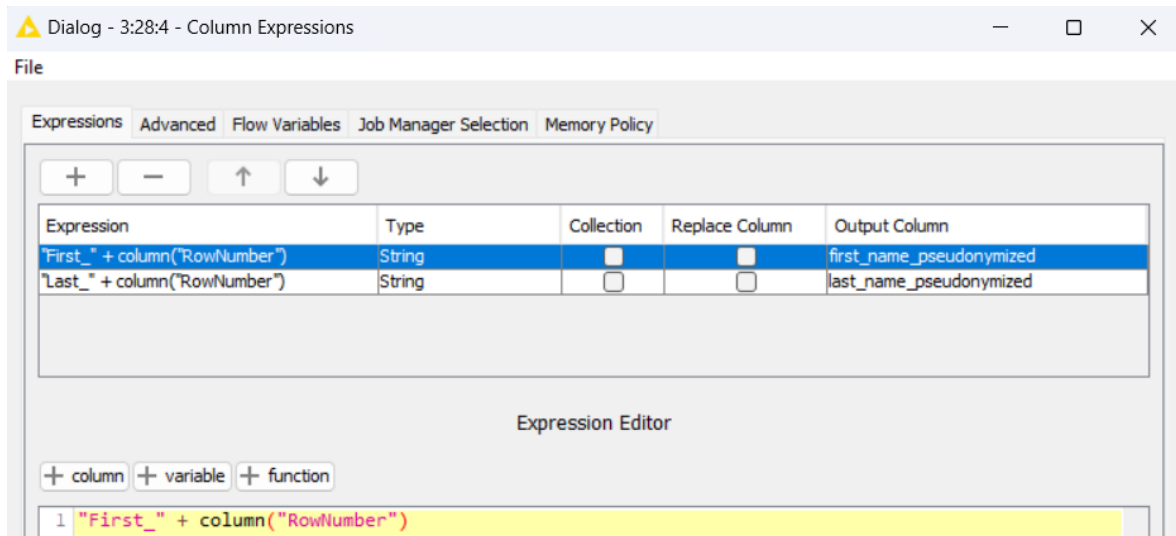 Dialog - 3:28:4 - Column Expressions
File
Expressions Advanced Flow Variables Job Manager Selection Memory Policy
Expression Type Collection Replace Column Output Column
"First_" + column("RowNumber") String first_name_pseudonymized
"Last_" + column("RowNumber") String last_name_pseudonymized
Expression Editor
+ column + variable + function
1 "First_" + column("RowNumber")